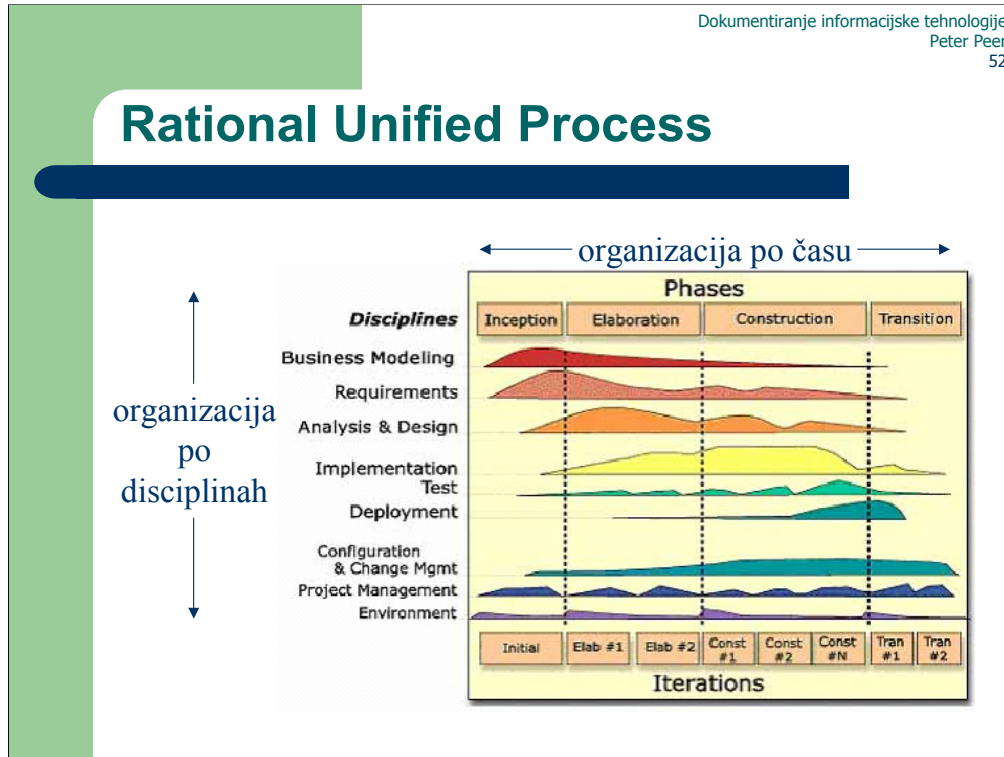 Dokumentiranje informacijske tehnologije
Peter Peer
52
Rational Unified Process
organizacija po času
Phases
Disciplines
Inception
Elaboration
Construction
Transition
Business Modeling
Requirements
Analysis & Design
Implementation
Test
Deployment
Configuration
& Change Mgmt
Project Management
Environment
organizacija
po
disciplinah
Initial
Elab #1
Elab #2
Const
#1
Const
#2
Const
#N
Tran
#1
Tran
#2
Iterations